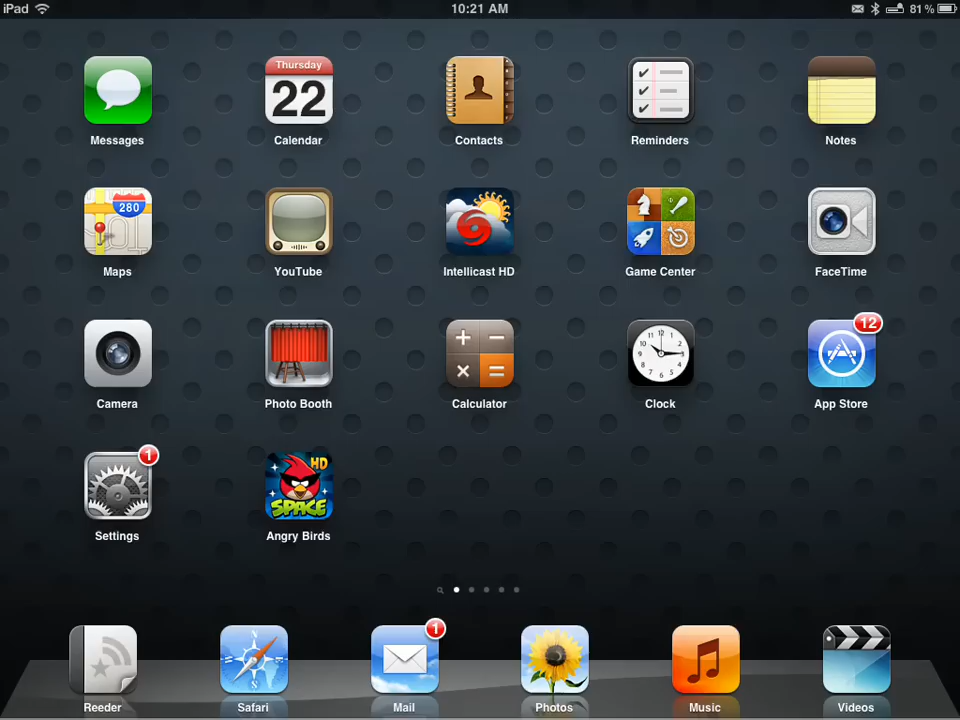 iPad 10:21 AM 81 %
Thursday
22
Messages Calendar Contacts Reminders Notes
280
Maps YouTube Intellicast HD Game Center FaceTime
12
Camera Photo Booth Calculator Clock App Store
1
HD
SPACE
Settings Angry Birds
1
Reeder Safari Mail Photos Music Videos